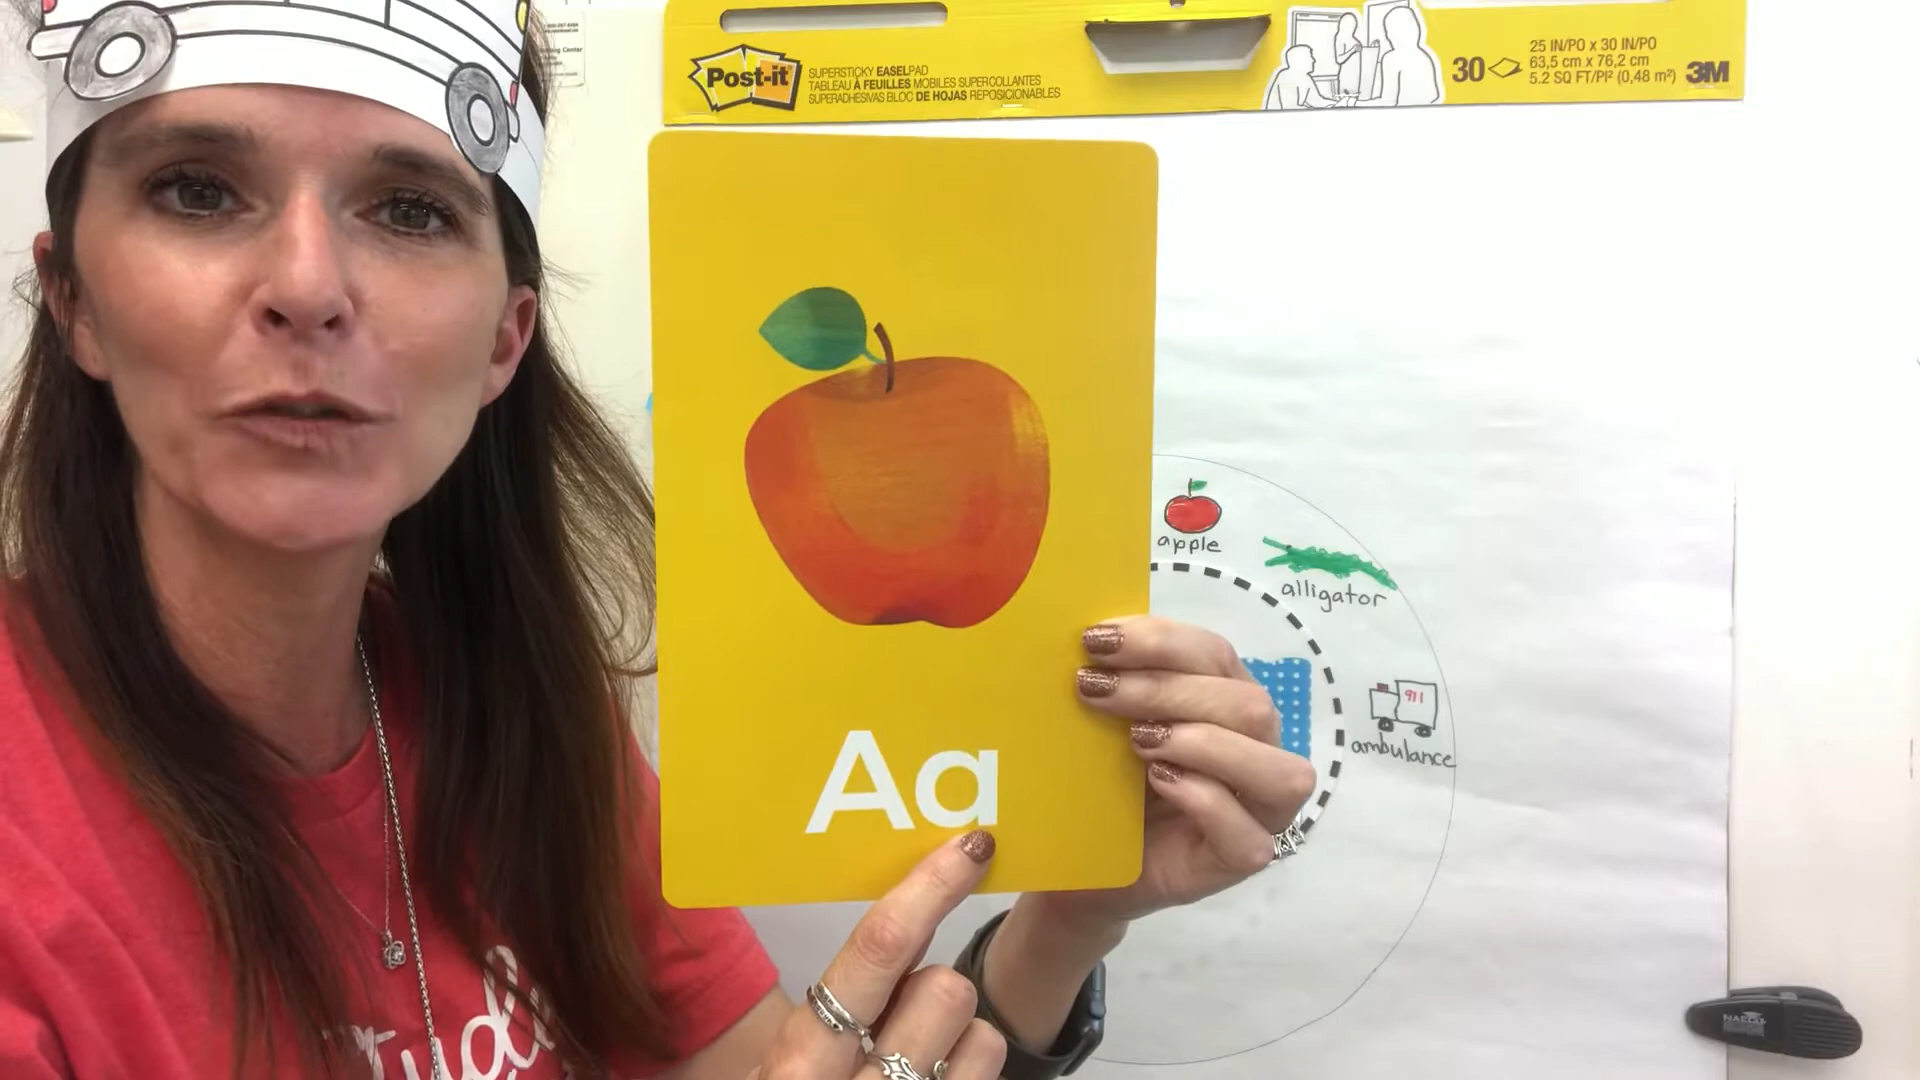 Post-it
SUPERSTICKY EASELPAD
TABLEAU À FEUILLES MOBILES SUPERCOLLANTES
SUPERADHESIVAS BLOC DE HOJAS REPOSICIONABLES
30
25 IN/PO x 30 IN/PO
63,5 cm x 76,2 cm
5.2 SQ FT/PI² (0,48 m²)
3M
apple
alligator
911
ambulance
Aa